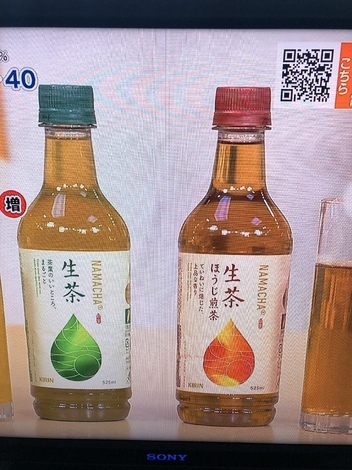 %
40
こちら
増
生茶
NAMACHA
茶葉のいいところ、
まるごと
KIRIN
525ml
生茶
ほうじ煎茶
NAMACHA
ていねいに焙じた、
上品な香り
KIRIN
525ml
SONY